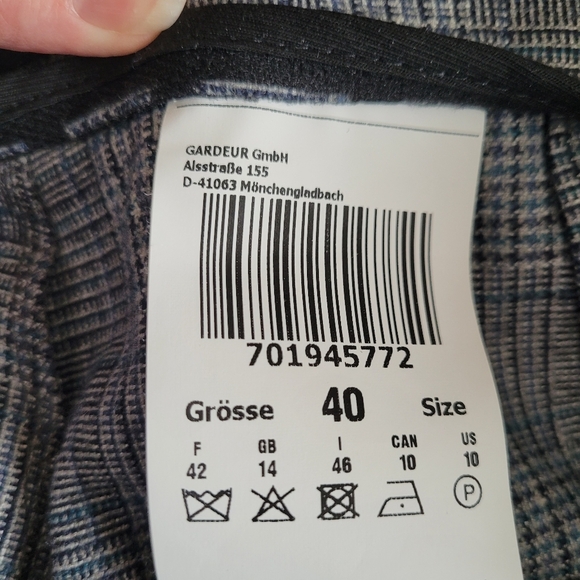 GARDEUR GmbH
Alsstraße 155
D-41063 Mönchengladbach
701945772
Grösse 40 Size
F GB I CAN US
42 14 46 10 10
P